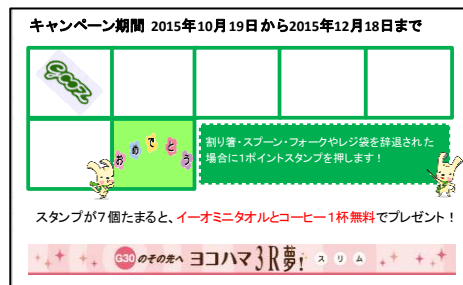 キャンペーン期間 2015年10月19日から2015年12月18日まで
GOOZ
おめでとう
割り箸・スプーン・フォークやレジ袋を辞退された
場合に1ポイントスタンプを押します！
スタンプが７個たまると、イーオミニタオルとコーヒー１杯無料でプレゼント！
G30のその先へ ヨコハマ3R夢！スリム